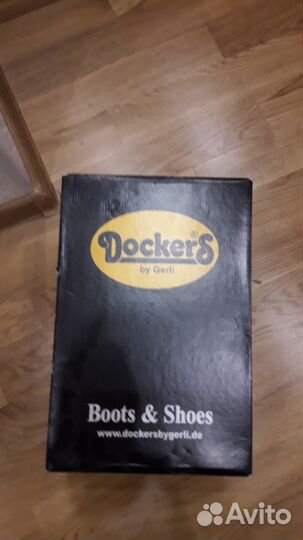 Dockers®
by Gerli
Boots & Shoes
www.dockersbygerli.de
Avito